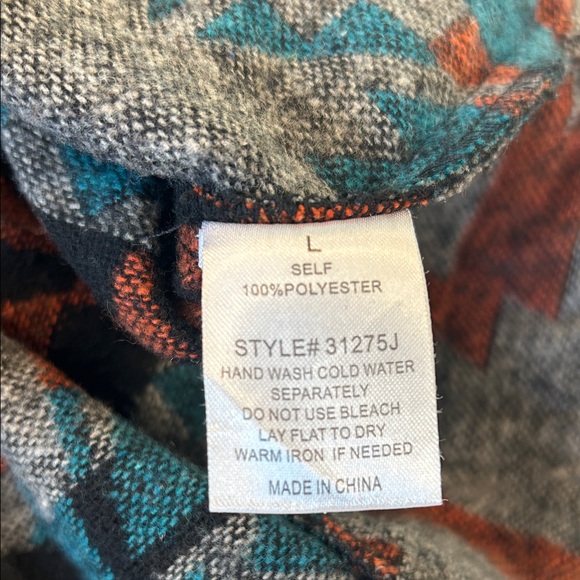 L
SELF
100%POLYESTER
STYLE# 31275J
HAND WASH COLD WATER
SEPARATELY
DO NOT USE BLEACH
LAY FLAT TO DRY
WARM IRON IF NEEDED
MADE IN CHINA